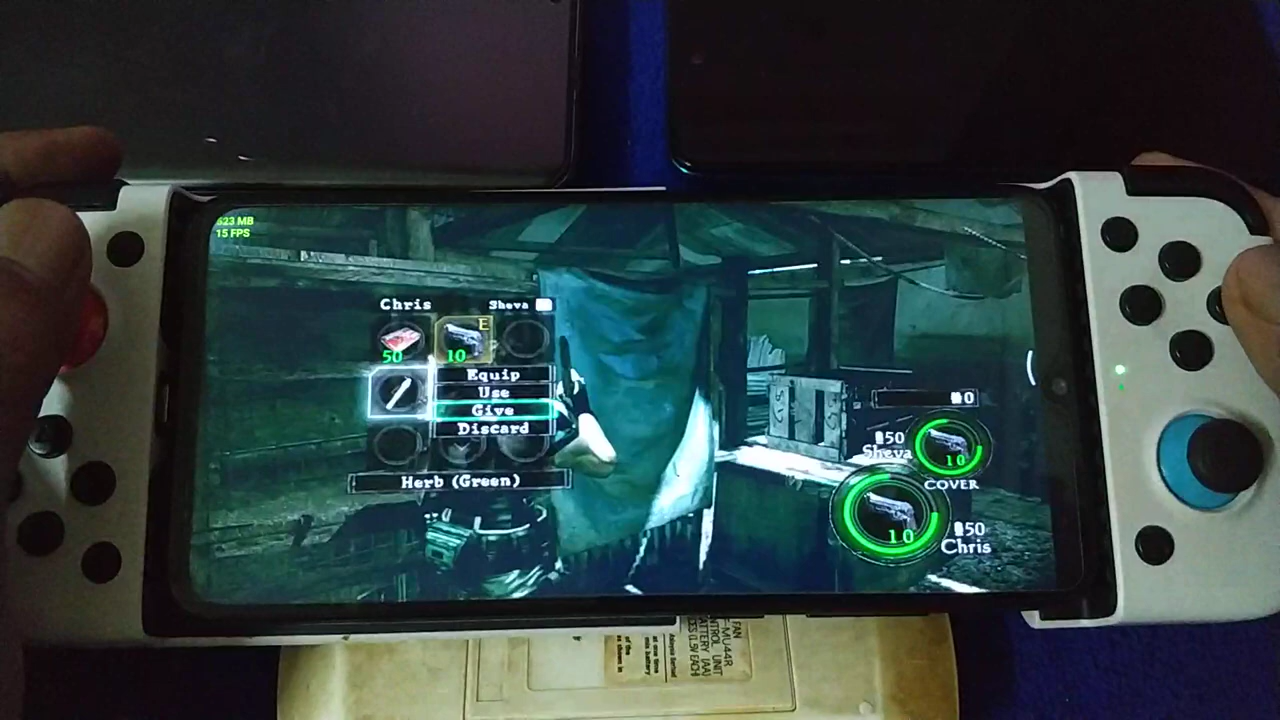 623 MB
15 FPS
Chris Sheva
E
50 10
Equip
Use
Give
Discard
Herb (Green)
0
50
Sheva
10
COVER
10
50
Chris
FAN